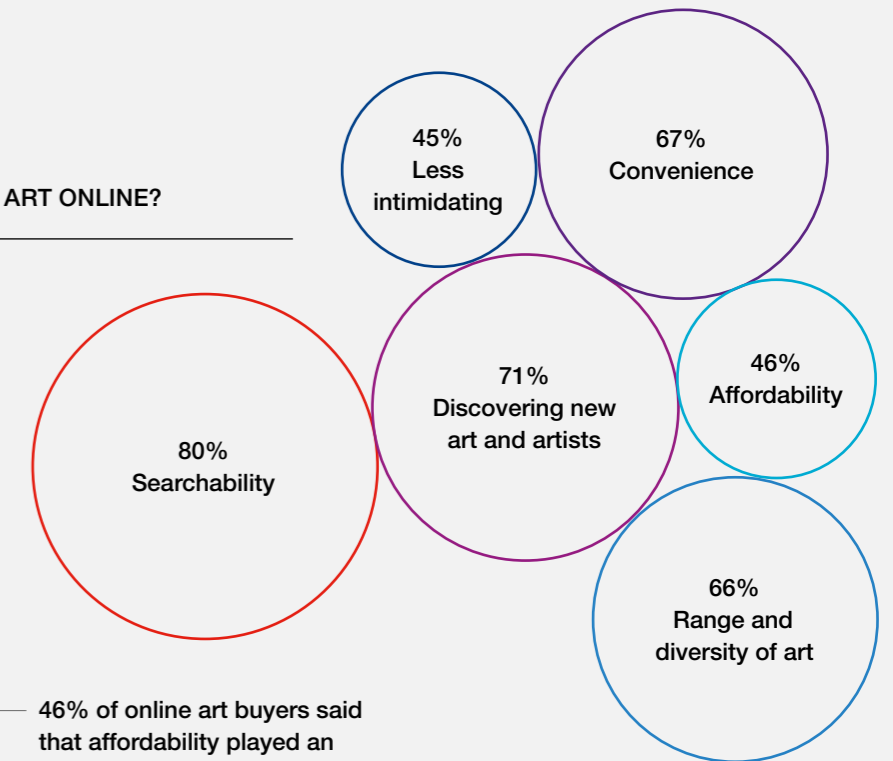 ART ONLINE?
45%
Less
intimidating
67%
Convenience
80%
Searchability
71%
Discovering new
art and artists
46%
Affordability
66%
Range and
diversity of art
46% of online art buyers said
that affordability played an